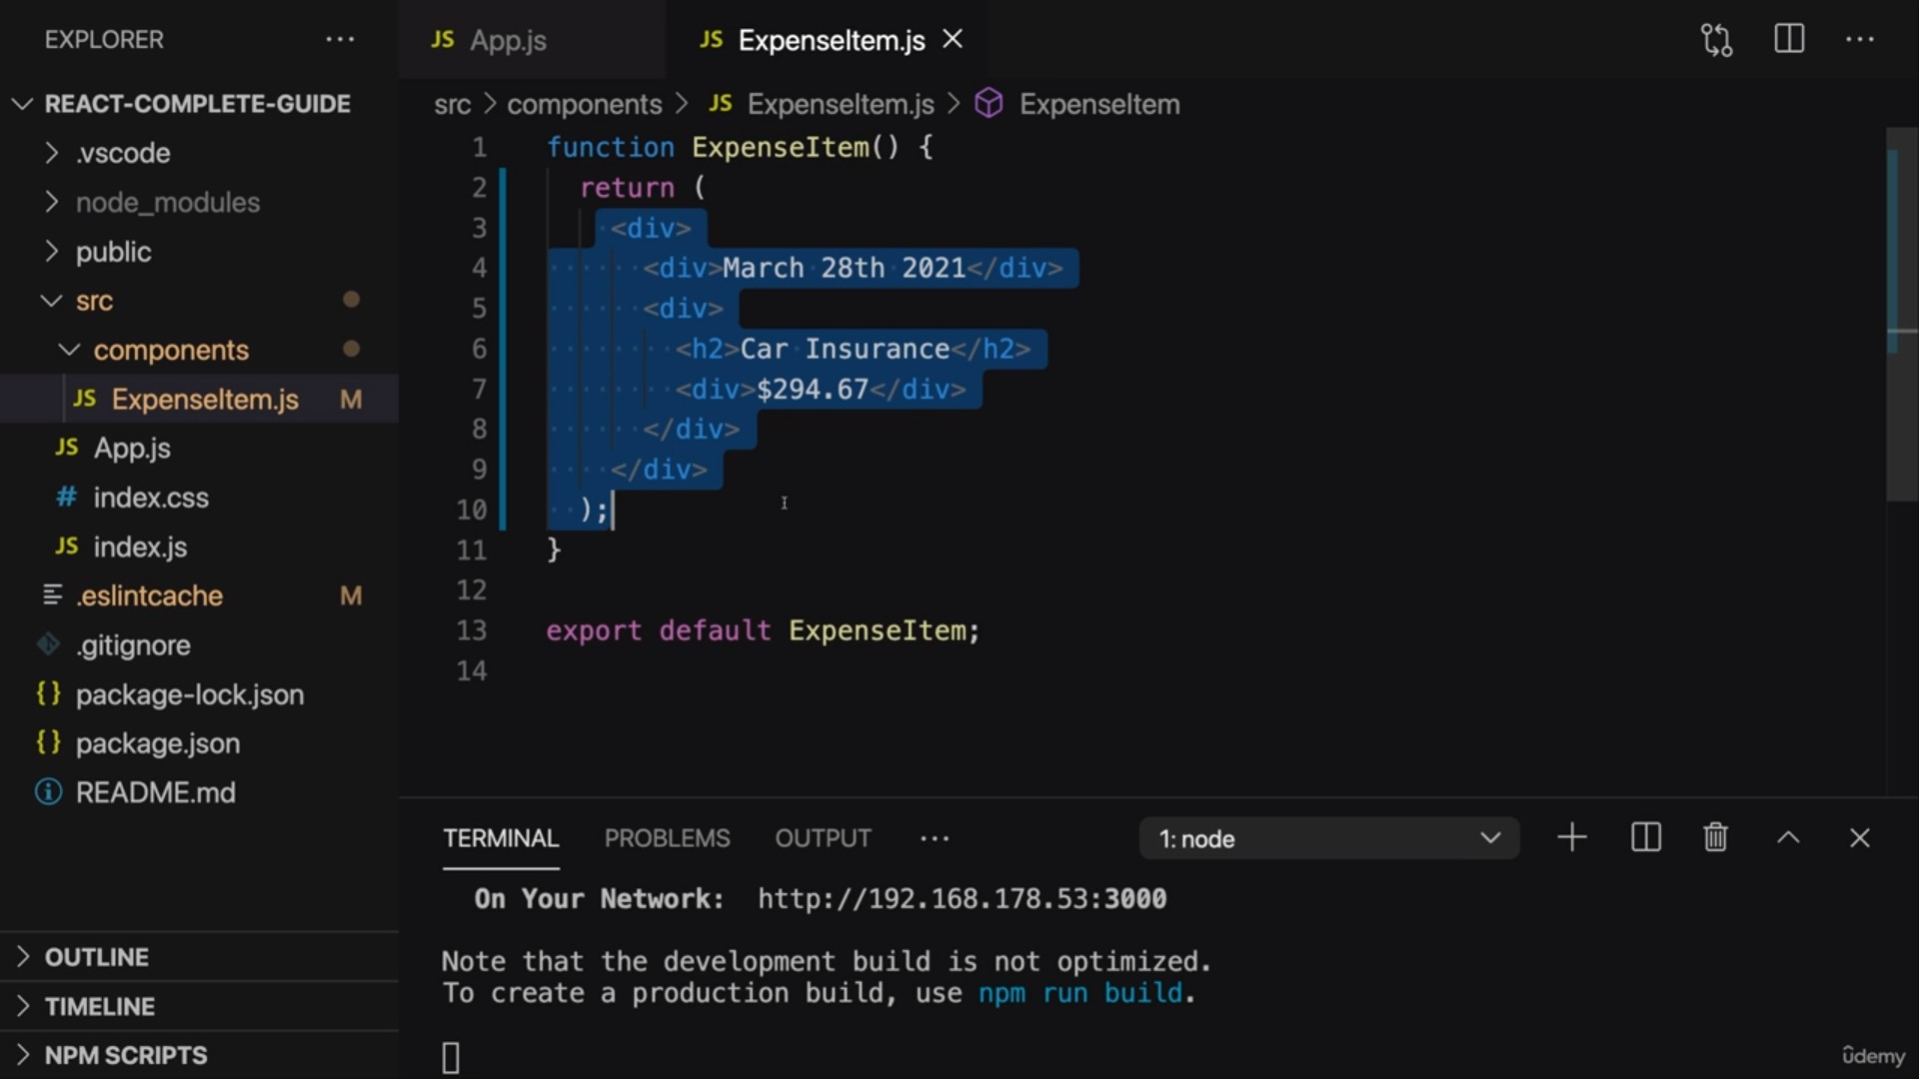 EXPLORER
REACT-COMPLETE-GUIDE
.vscode
node_modules
public
src
components
JS ExpenseItem.js M
JS App.js
# index.css
JS index.js
.eslintcache M
.gitignore
{} package-lock.json
{} package.json
README.md
OUTLINE
TIMELINE
NPM SCRIPTS
JS App.js
JS ExpenseItem.js
src > components > JS ExpenseItem.js > ExpenseItem
1 function ExpenseItem() {
2   return (
3     <div>
4       <div>March 28th 2021</div>
5       <div>
6         <h2>Car Insurance</h2>
7         <div>$294.67</div>
8       </div>
9     </div>
10   );
11 }
12
13 export default ExpenseItem;
14
TERMINAL PROBLEMS OUTPUT ... 1: node
On Your Network: http://192.168.178.53:3000
Note that the development build is not optimized.
To create a production build, use npm run build.
ûdemy